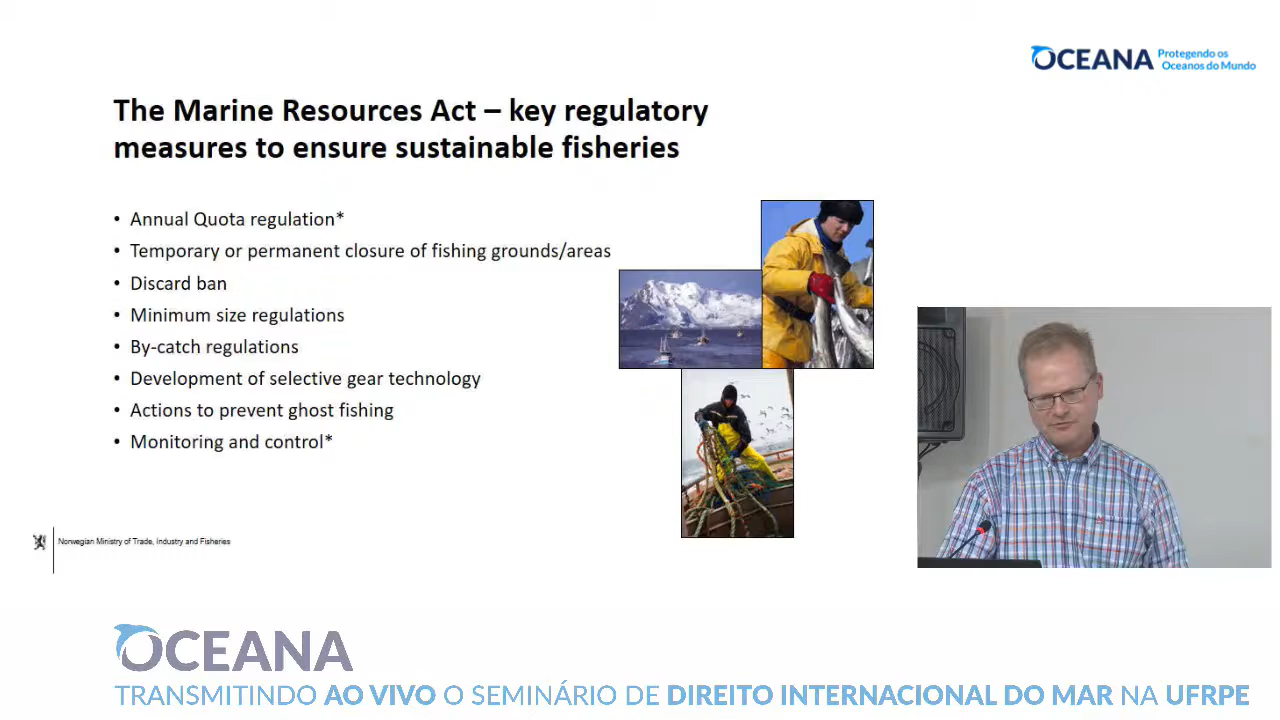 OCEANA Protegendo os
Oceanos do Mundo
The Marine Resources Act – key regulatory
measures to ensure sustainable fisheries
• Annual Quota regulation*
• Temporary or permanent closure of fishing grounds/areas
• Discard ban
• Minimum size regulations
• By-catch regulations
• Development of selective gear technology
• Actions to prevent ghost fishing
• Monitoring and control*
Norwegian Ministry of Trade, Industry and Fisheries
OCEANA
TRANSMITINDO AO VIVO O SEMINÁRIO DE DIREITO INTERNACIONAL DO MAR NA UFRPE